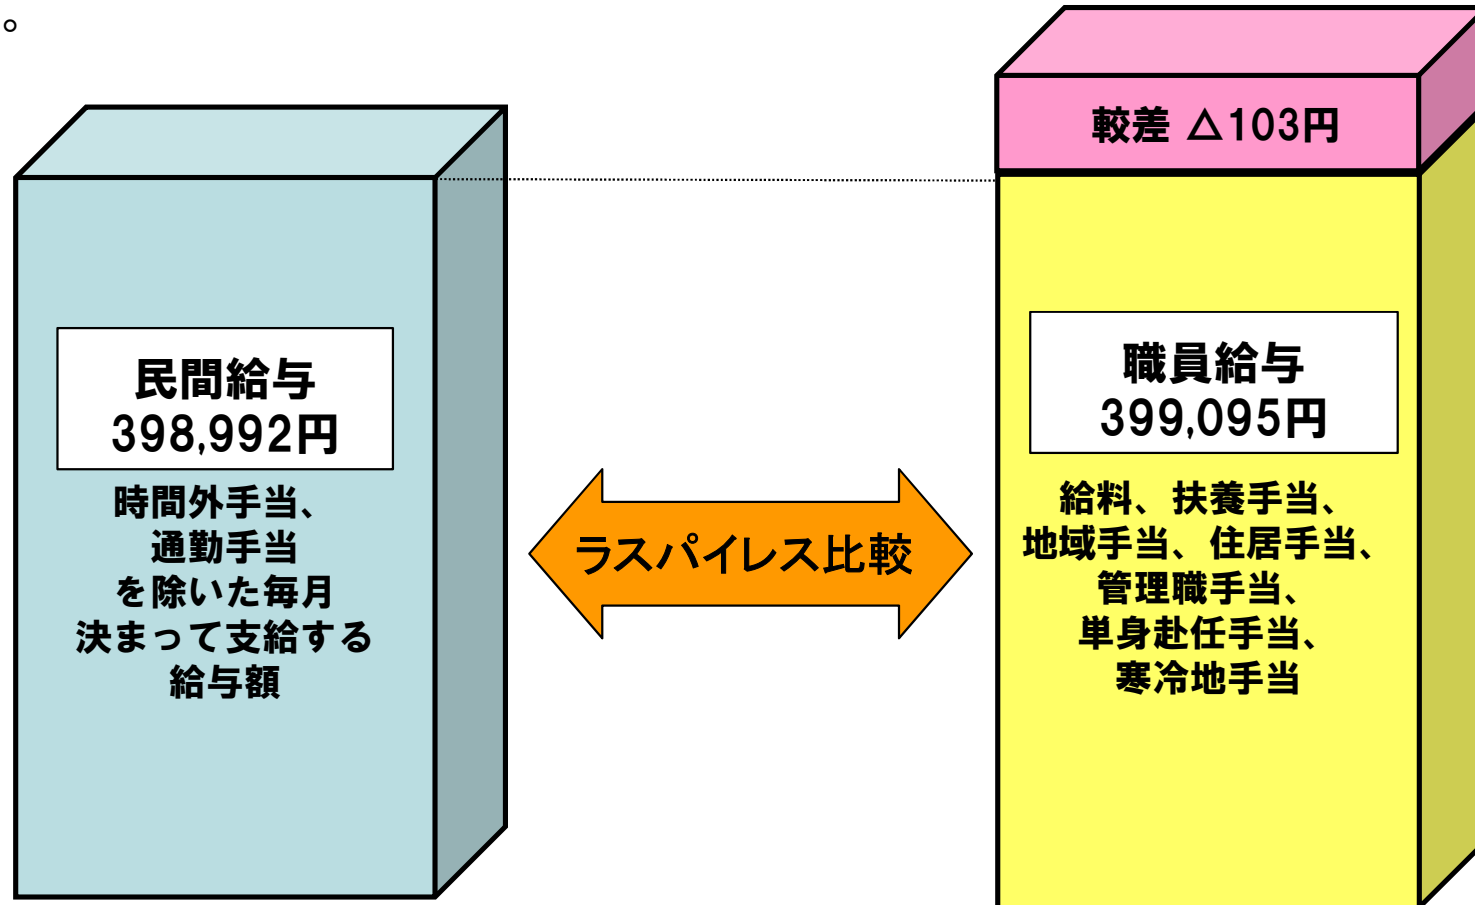 。
較差 △103円
民間給与
398,992円
時間外手当、
通勤手当
を除いた毎月
決まって支給する
給与額
ラスパイレス比較
職員給与
399,095円
給料、扶養手当、
地域手当、住居手当、
管理職手当、
単身赴任手当、
寒冷地手当